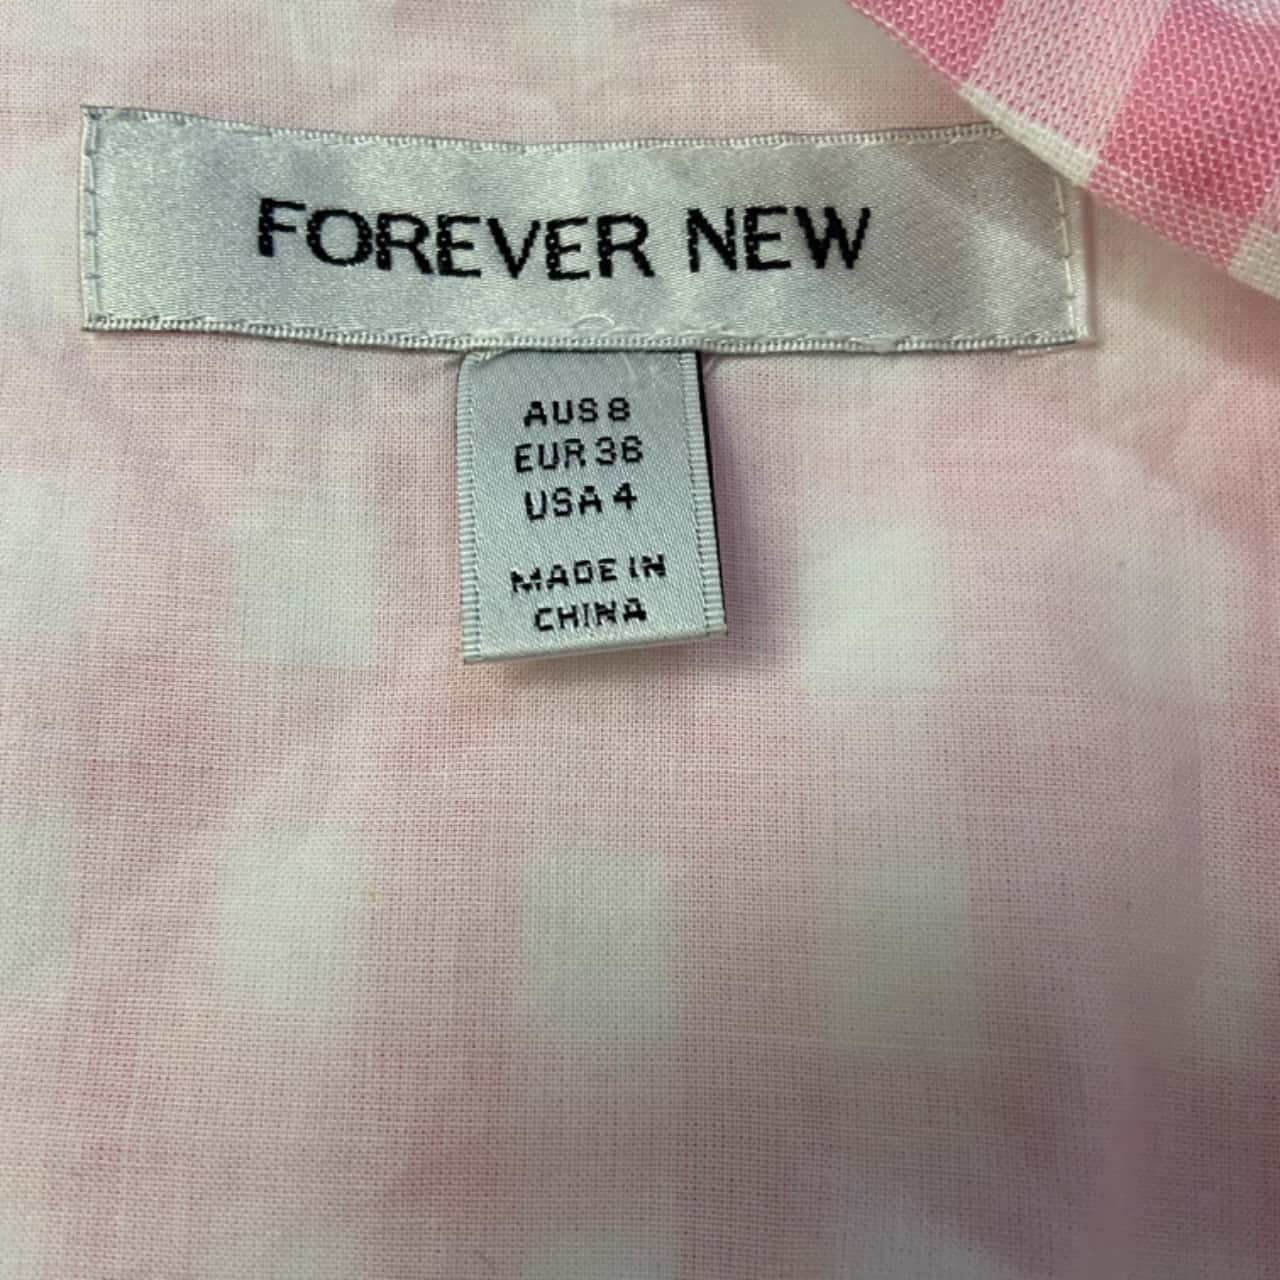 FOREVER NEW
AUS 8
EUR 36
USA 4
MADE IN
CHINA